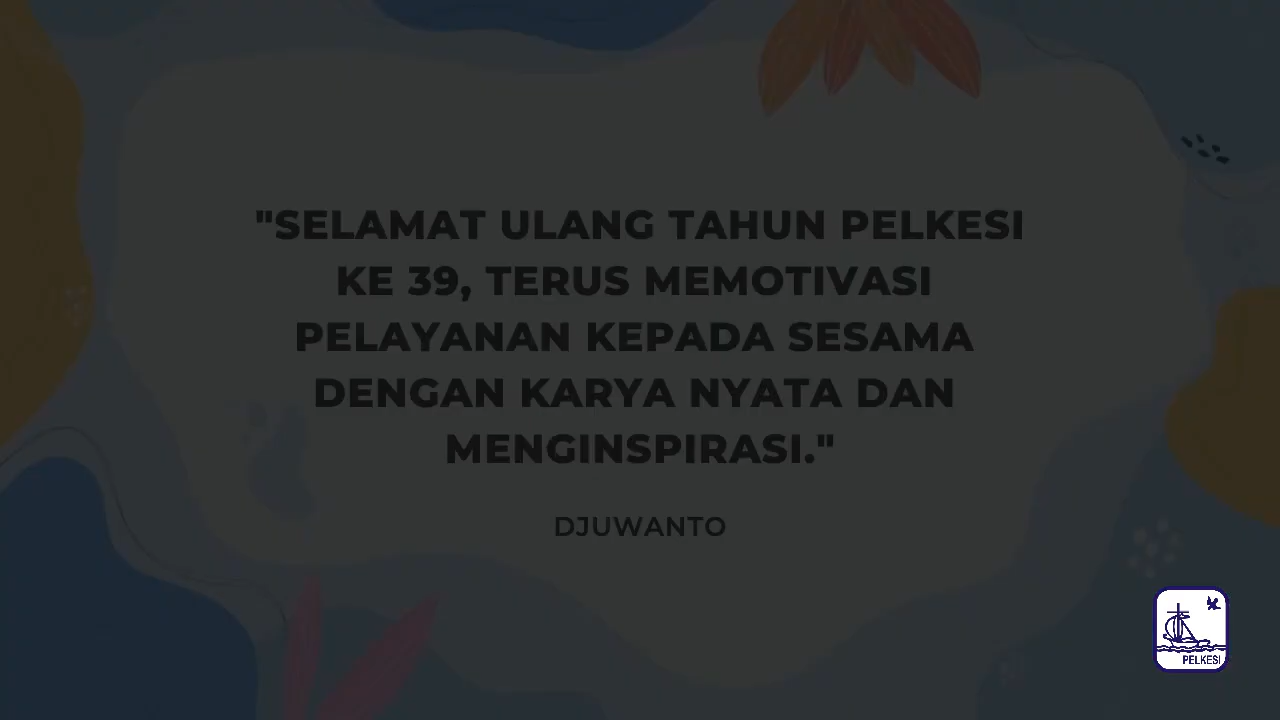 "SELAMAT ULANG TAHUN PELKESI
KE 39, TERUS MEMOTIVASI
PELAYANAN KEPADA SESAMA
DENGAN KARYA NYATA DAN
MENGINSPIRASI."
DJUWANTO
PELKESI